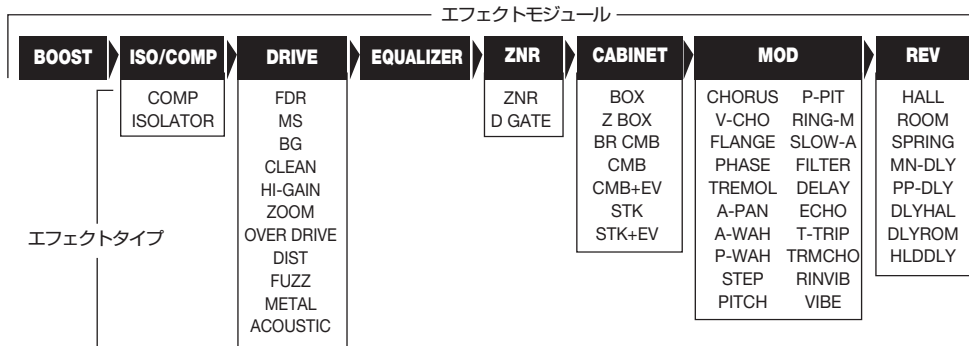 エフェクトモジュール
BOOST ISO/COMP DRIVE EQUALIZER ZNR CABINET MOD REV
COMP
ISOLATOR
FDR
MS
BG
CLEAN
HI-GAIN
ZOOM
OVER DRIVE
DIST
FUZZ
METAL
ACOUSTIC
ZNR
D GATE
BOX
Z BOX
BR CMB
CMB
CMB+EV
STK
STK+EV
CHORUS P-PIT
V-CHO RING-M
FLANGE SLOW-A
PHASE FILTER
TREMOL DELAY
A-PAN ECHO
A-WAH T-TRIP
P-WAH TRMCHO
STEP RINVIB
PITCH VIBE
HALL
ROOM
SPRING
MN-DLY
PP-DLY
DLYHAL
DLYROM
HLDDLY
エフェクトタイプ